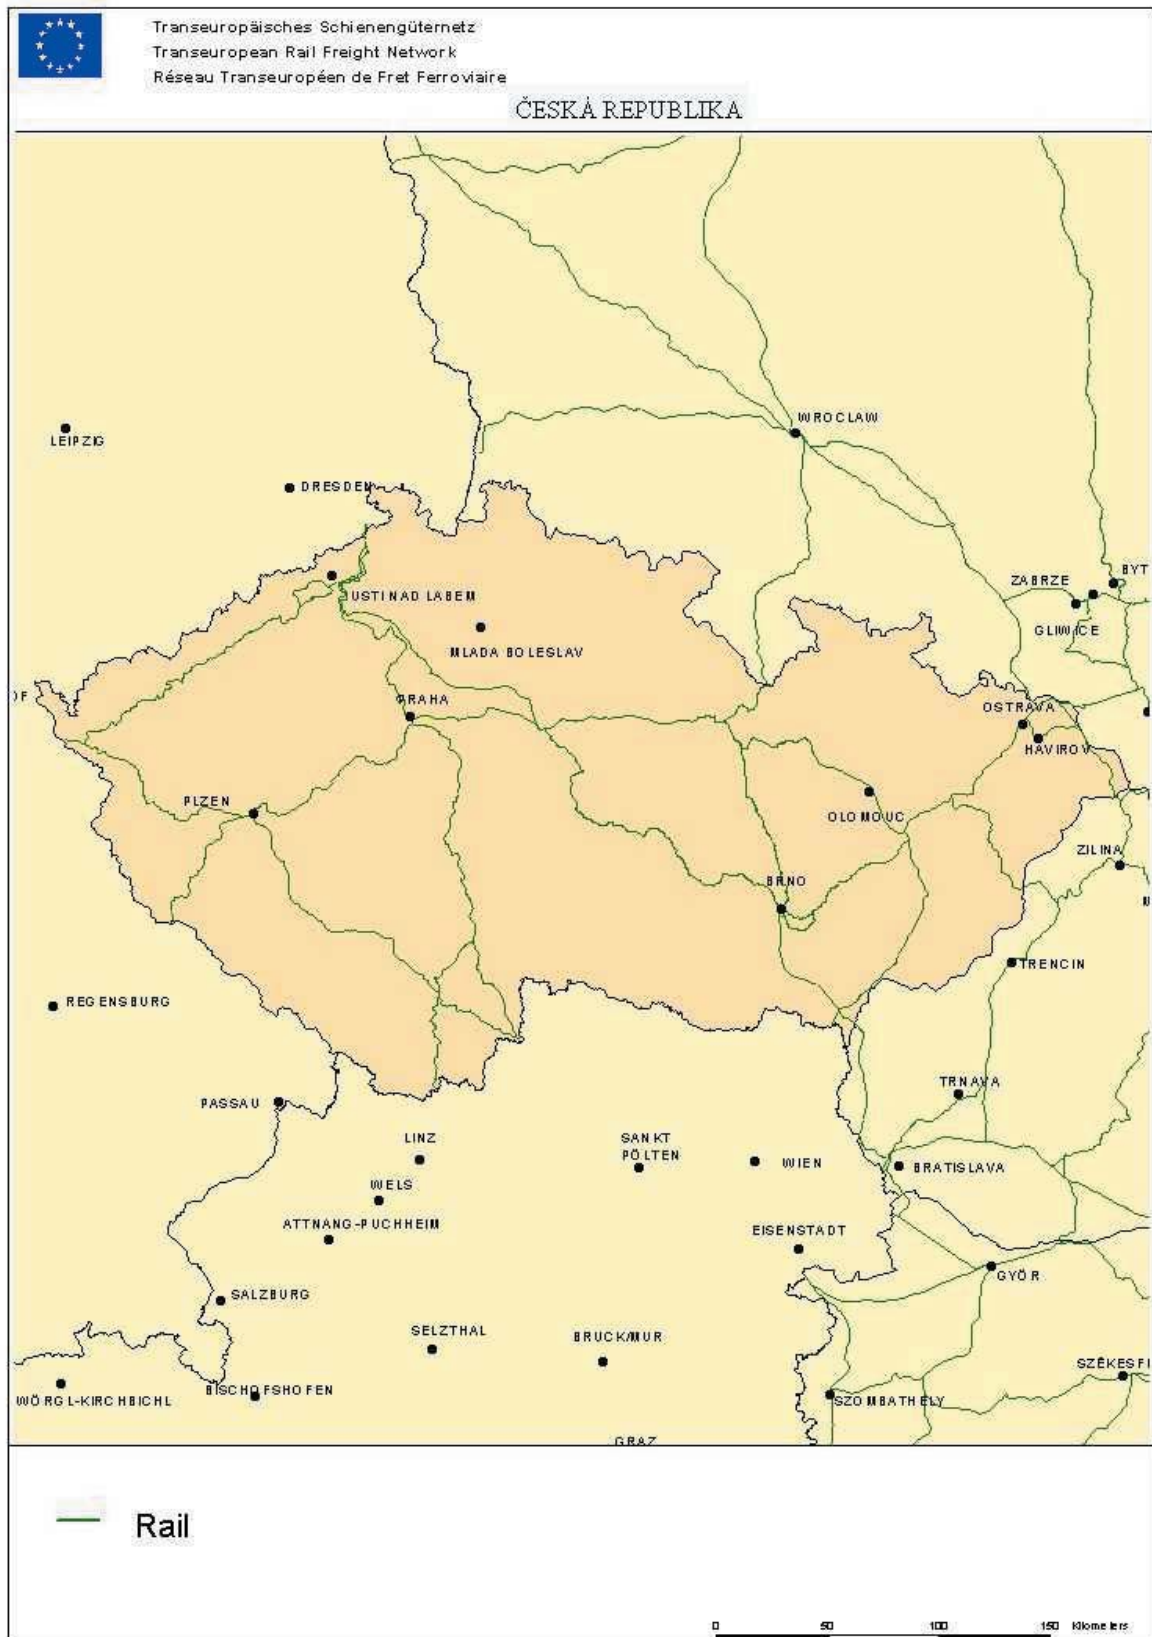 Transeuropäisches Schienengüternetz
Transeuropean Rail Freight Network
Réseau Transeuropéen de Fret Ferroviaire
ČESKÁ REPUBLIKA
WROCLAW
LEIPZIG
DRESDEN
BYT
ZABRZE
USTI NAD LABEM
GLIWICE
MLADA BOLESLAV
OF
PRAHA
OSTRAVA
HAVIROV
PLZEN
OLOMOUC
ZILINA
BRNO
M
TRENCIN
REGENSBURG
TRNAVA
PASSAU
LINZ
SANKT
PÖLTEN
WIEN
BRATISLAVA
WELS
ATTNANG-PUCHHEIM
EISENSTADT
GYÖR
SALZBURG
SELZTHAL
BRUCK/MUR
SZÉKESFI
BISCHOFSHOFEN
WÖRGL-KIRCHBICHL
SZOMBATHELY
GRAZ
Rail
0 50 100 150 Kilometers